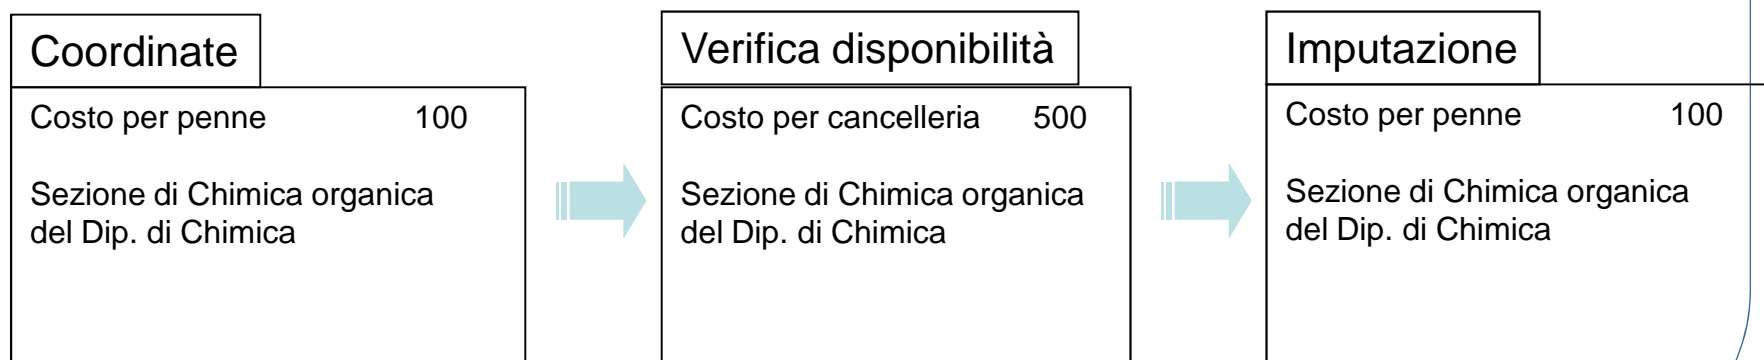 Coordinate
Costo per penne 100
Sezione di Chimica organica
del Dip. di Chimica
Verifica disponibilità
Costo per cancelleria 500
Sezione di Chimica organica
del Dip. di Chimica
Imputazione
Costo per penne 100
Sezione di Chimica organica
del Dip. di Chimica